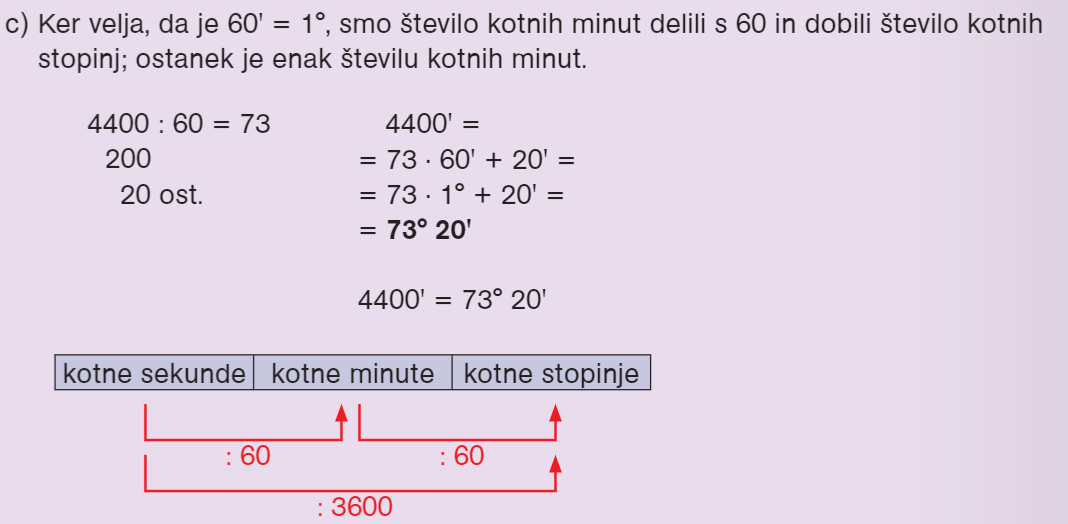 c) Ker velja, da je 60' = 1°, smo število kotnih minut delili s 60 in dobili število kotnih
stopinj; ostanek je enak številu kotnih minut.
4400 : 60 = 73
200
20 ost.
4400' =
= 73 · 60' + 20' =
= 73 · 1° + 20' =
= 73° 20'
4400' = 73° 20'
kotne sekunde kotne minute kotne stopinje
: 60 : 60
: 3600